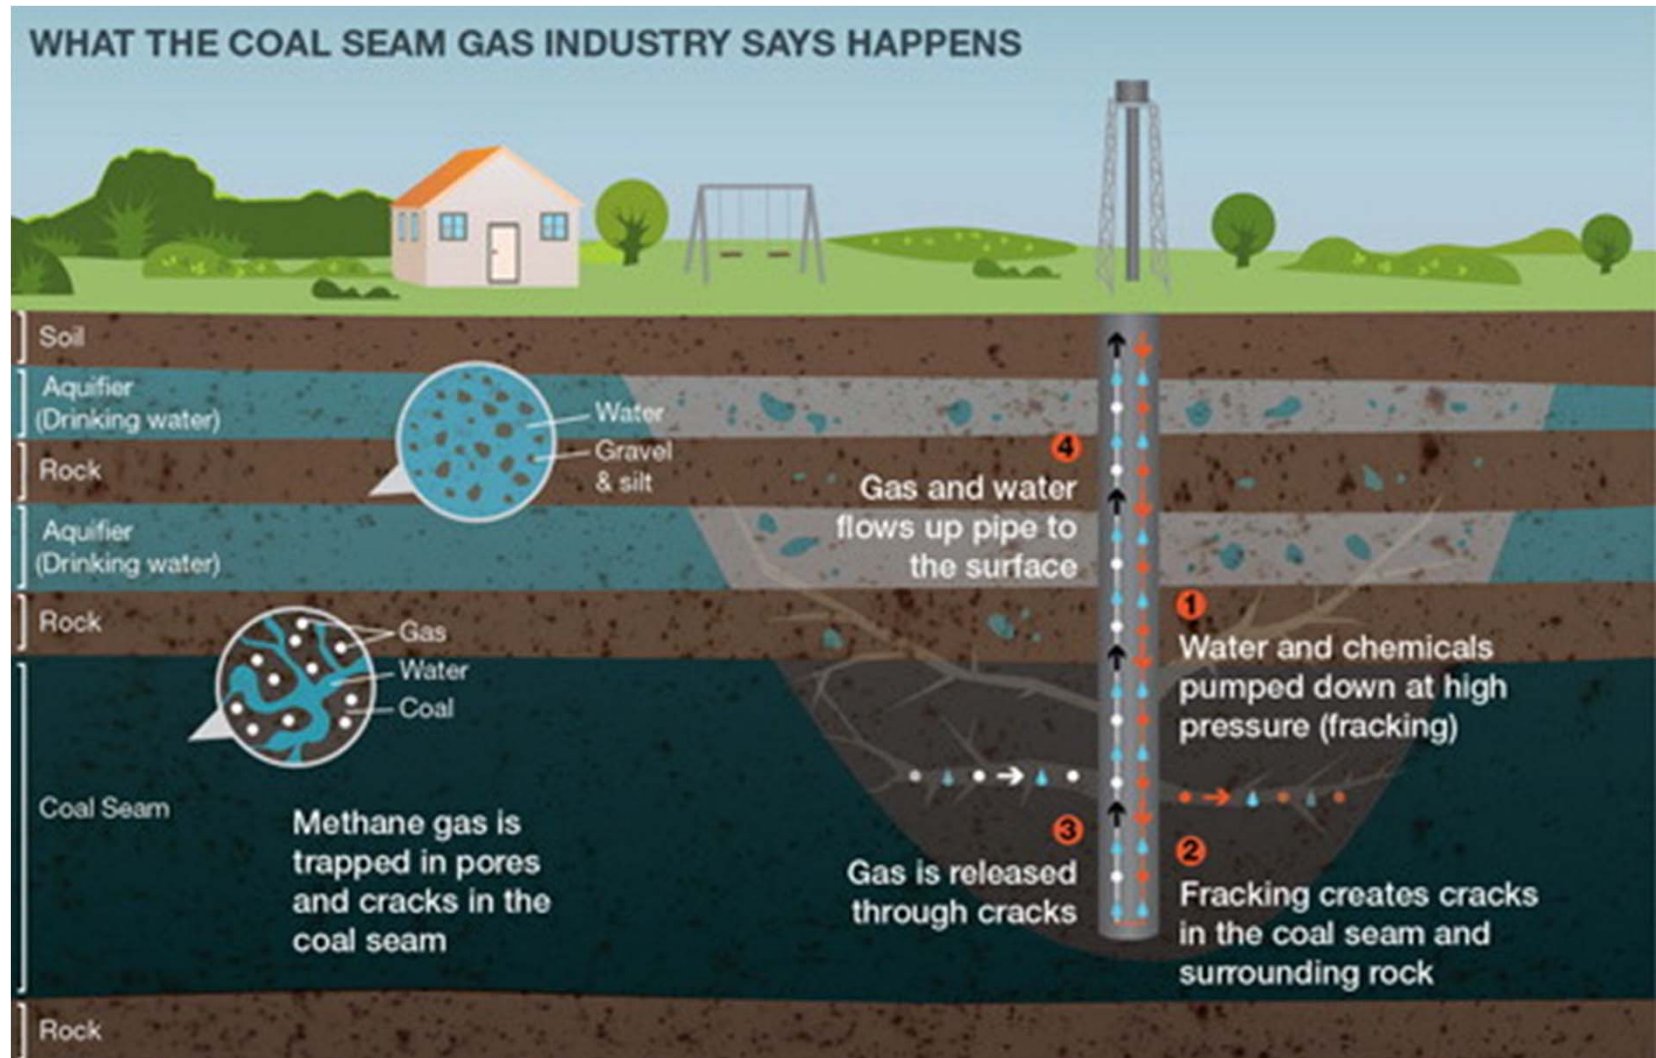 WHAT THE COAL SEAM GAS INDUSTRY SAYS HAPPENS
Soil
Aquifier
(Drinking water)
Water
Gravel
& silt
Rock
Aquifier
(Drinking water)
Rock
Gas
Water
Coal
Coal Seam
Methane gas is
trapped in pores
and cracks in the
coal seam
1
Water and chemicals
pumped down at high
pressure (fracking)
2
Fracking creates cracks
in the coal seam and
surrounding rock
3
Gas is released
through cracks
4
Gas and water
flows up pipe to
the surface
Rock